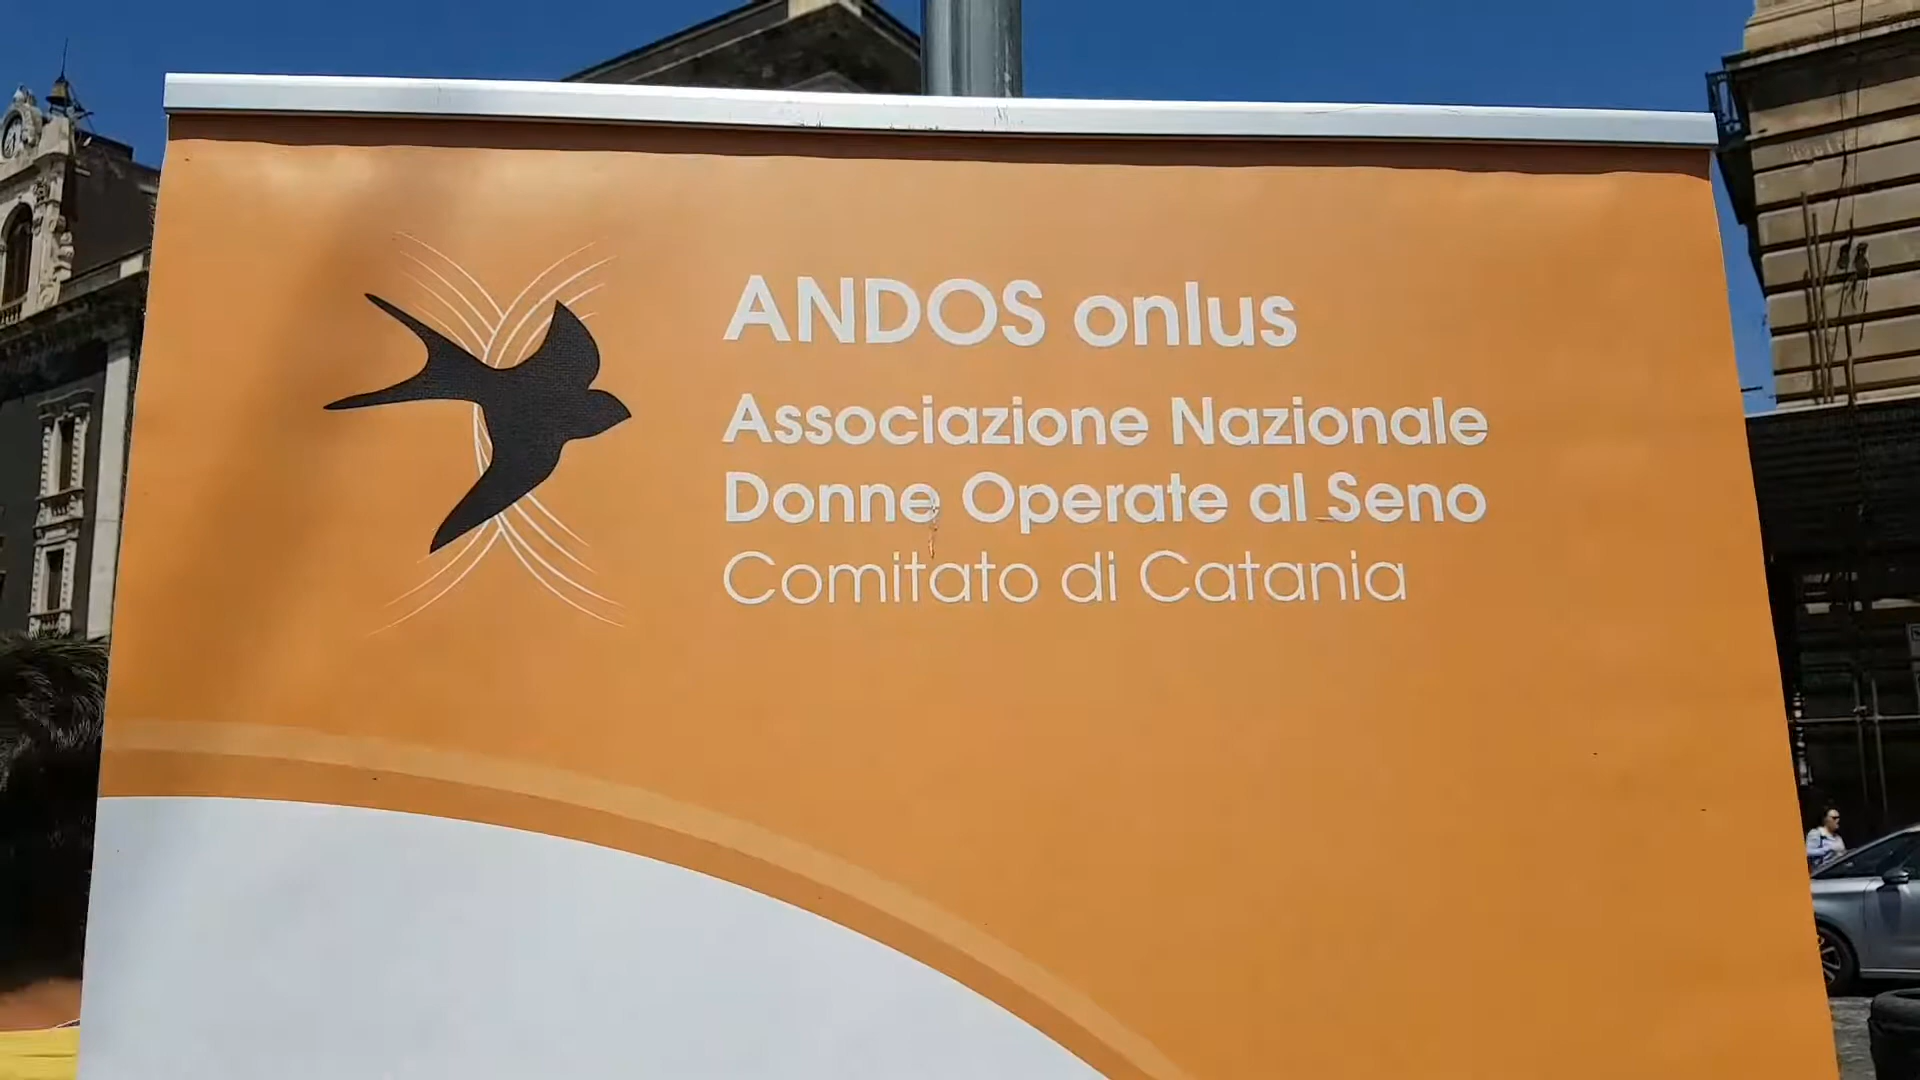 ANDOS onlus
Associazione Nazionale
Donne Operate al Seno
Comitato di Catania